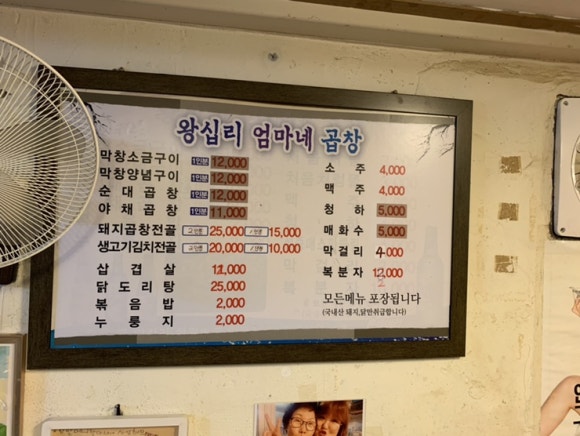 왕십리 엄마네 곱창
막창소금구이 1인분 12,000
막창양념구이 1인분 12,000
순대곱창 1인분 12,000
야채곱창 1인분 11,000
돼지곱창전골 25,000 15,000
생고기김치전골 20,000 10,000
삼겹살 11,000
닭도리탕 25,000
볶음밥 2,000
누룽지 2,000
소주 4,000
맥주 4,000
청하 5,000
매화수 5,000
막걸리 4,000
복분자
모든메뉴 포장됩니다
(국내산 돼지,닭만취급합니다)